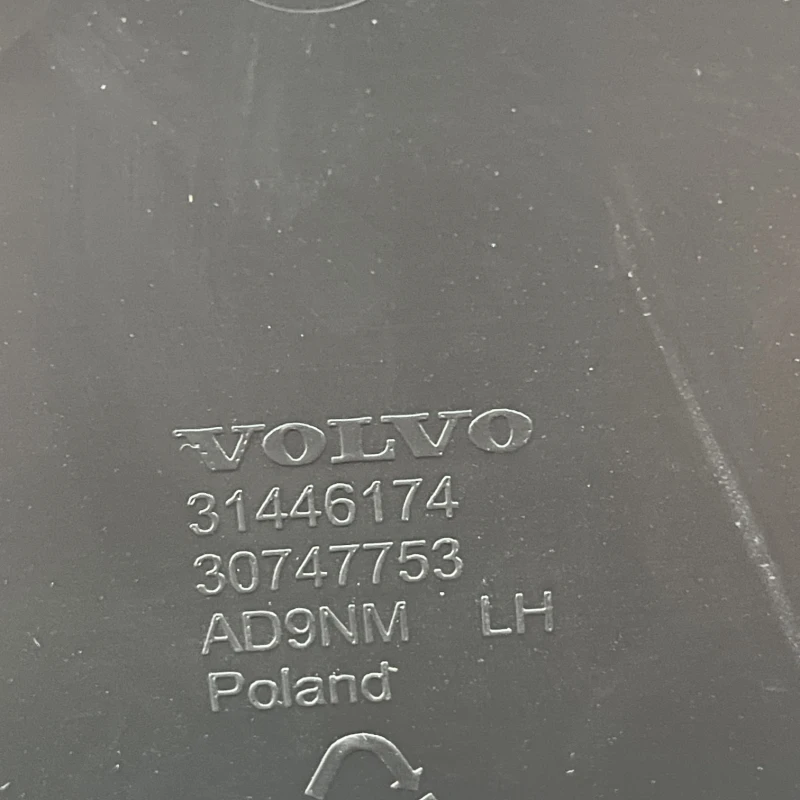 VOLVO
31446174
30747753
AD9NM LH
Poland